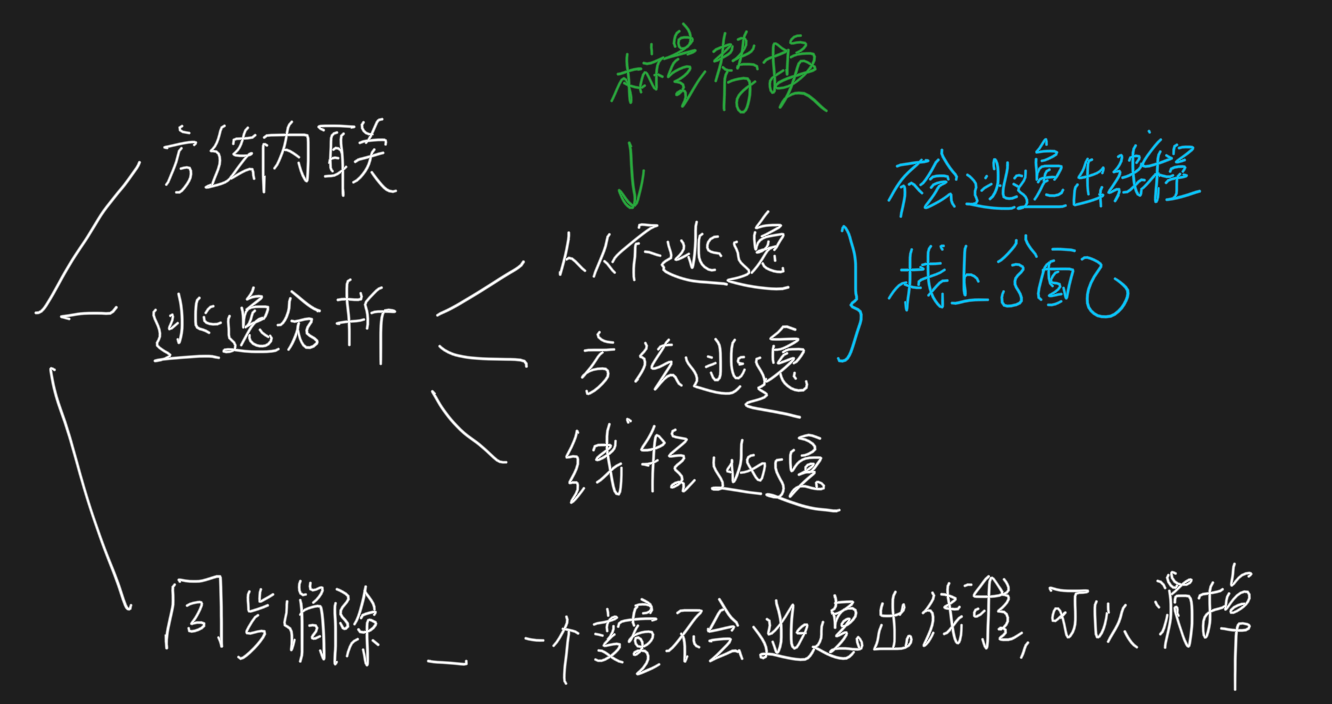 标量替换
方法内联
不会逃逸出线程
栈上分配
从不逃逸
逃逸分析
方法逃逸
线程逃逸
同步消除 — 一个变量不会逃逸出线程, 可以消掉